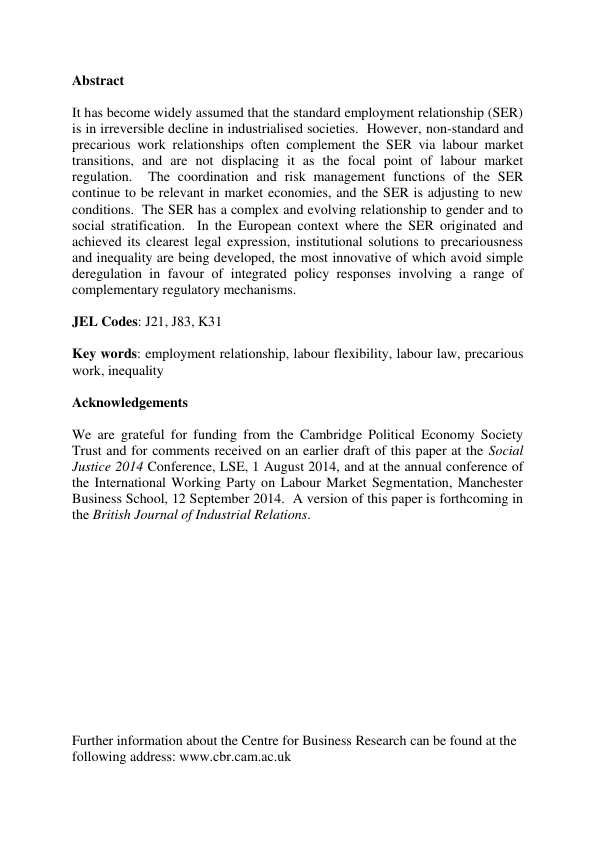 Abstract
It has become widely assumed that the standard employment relationship (SER)
is in irreversible decline in industrialised societies.  However, non-standard and
precarious work relationships often complement the SER via labour market
transitions, and are not displacing it as the focal point of labour market
regulation.  The coordination and risk management functions of the SER
continue to be relevant in market economies, and the SER is adjusting to new
conditions.  The SER has a complex and evolving relationship to gender and to
social stratification.  In the European context where the SER originated and
achieved its clearest legal expression, institutional solutions to precariousness
and inequality are being developed, the most innovative of which avoid simple
deregulation in favour of integrated policy responses involving a range of
complementary regulatory mechanisms.
JEL Codes: J21, J83, K31
Key words: employment relationship, labour flexibility, labour law, precarious
work, inequality
Acknowledgements
We are grateful for funding from the Cambridge Political Economy Society
Trust and for comments received on an earlier draft of this paper at the Social
Justice 2014 Conference, LSE, 1 August 2014, and at the annual conference of
the International Working Party on Labour Market Segmentation, Manchester
Business School, 12 September 2014.  A version of this paper is forthcoming in
the British Journal of Industrial Relations.
Further information about the Centre for Business Research can be found at the
following address: www.cbr.cam.ac.uk